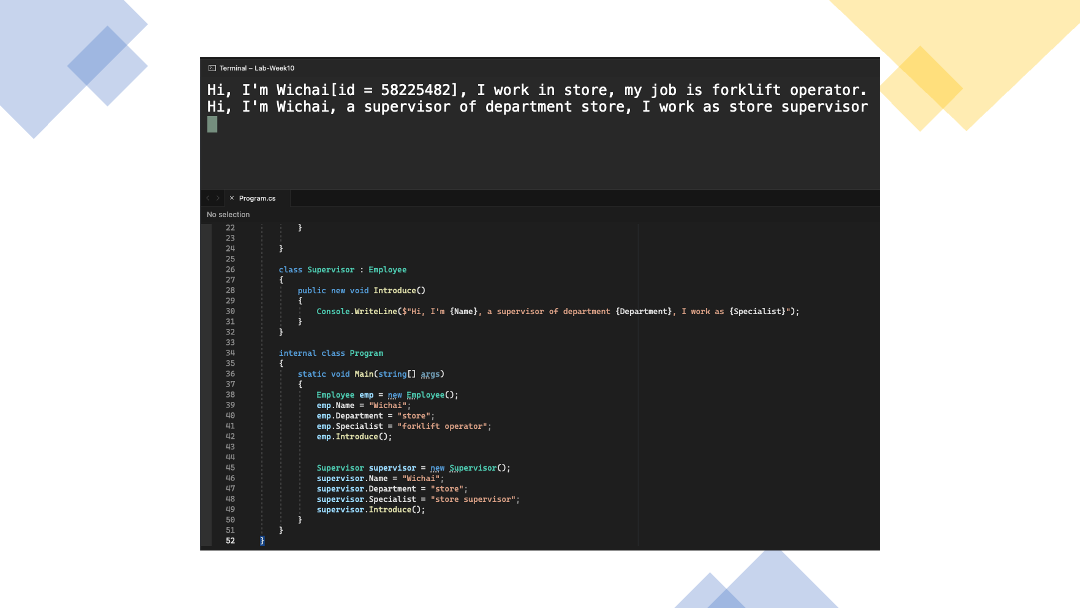 Terminal – Lab-Week10
Hi, I'm Wichai[id = 58225482], I work in store, my job is forklift operator.
Hi, I'm Wichai, a supervisor of department store, I work as store supervisor
Program.cs
No selection
22 }
23
24 }
25
26 class Supervisor : Employee
27 {
28 public new void Introduce()
29 {
30 Console.WriteLine($"Hi, I'm {Name}, a supervisor of department {Department}, I work as {Specialist}");
31 }
32 }
33
34 internal class Program
35 {
36 static void Main(string[] args)
37 {
38 Employee emp = new Employee();
39 emp.Name = "Wichai";
40 emp.Department = "store";
41 emp.Specialist = "forklift operator";
42 emp.Introduce();
43
44
45 Supervisor supervisor = new Supervisor();
46 supervisor.Name = "Wichai";
47 supervisor.Department = "store";
48 supervisor.Specialist = "store supervisor";
49 supervisor.Introduce();
50 }
51 }
52 }